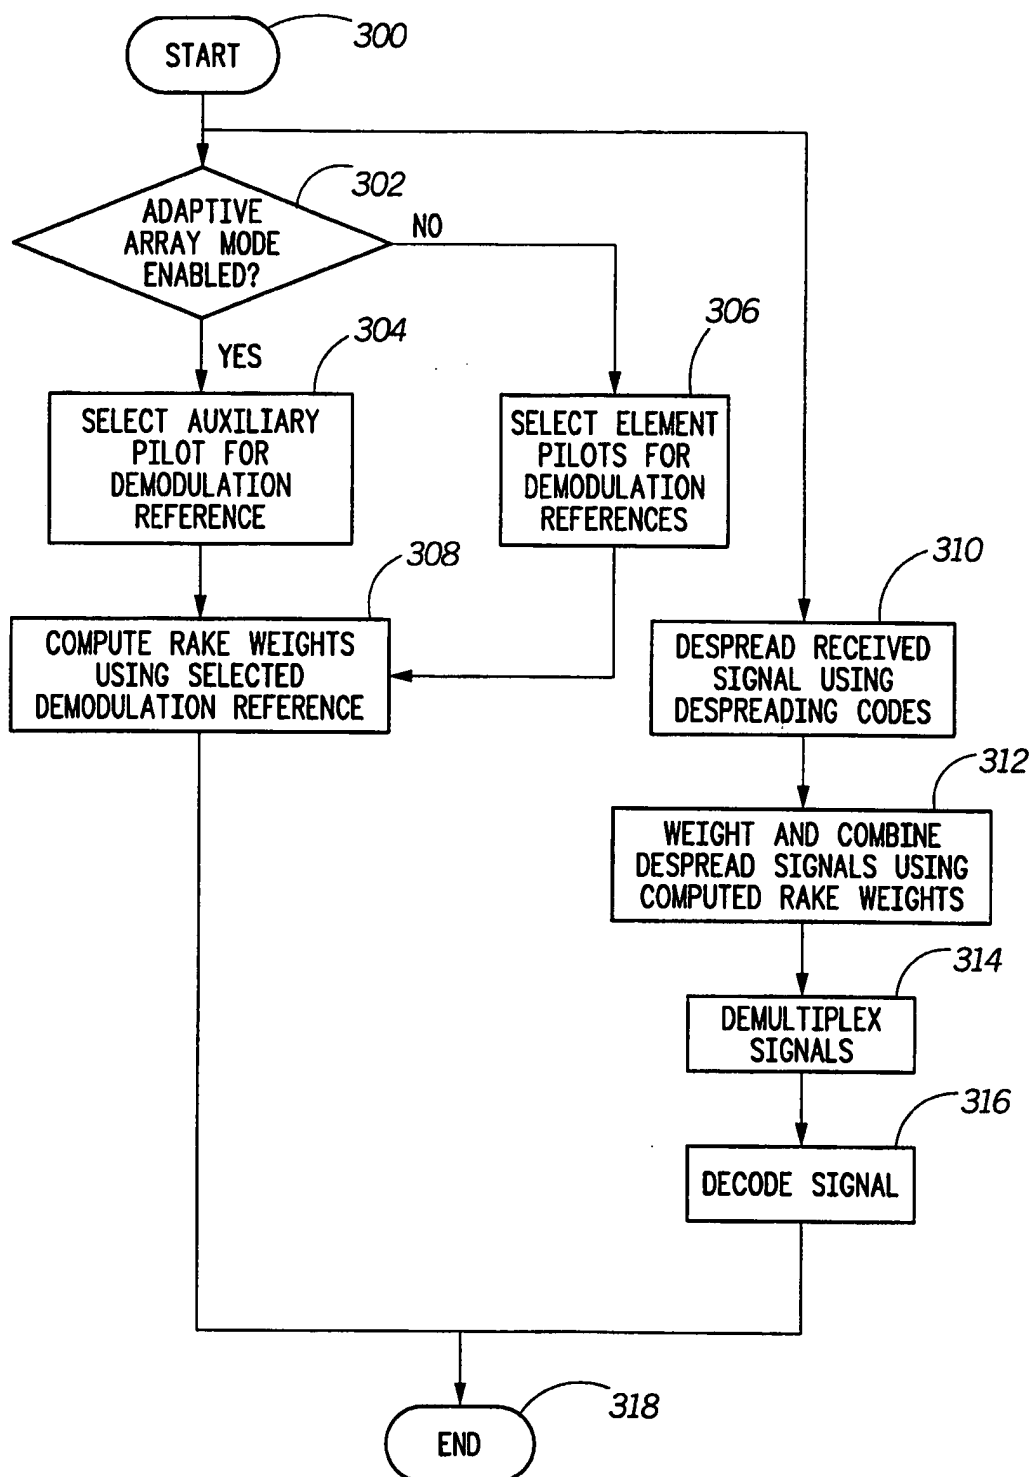 START
300
ADAPTIVE
ARRAY MODE
ENABLED?
302
NO
YES
304
SELECT AUXILIARY
PILOT FOR
DEMODULATION
REFERENCE
306
SELECT ELEMENT
PILOTS FOR
DEMODULATION
REFERENCES
308
COMPUTE RAKE WEIGHTS
USING SELECTED
DEMODULATION REFERENCE
310
DESPREAD RECEIVED
SIGNAL USING
DESPREADING CODES
312
WEIGHT AND COMBINE
DESPREAD SIGNALS USING
COMPUTED RAKE WEIGHTS
314
DEMULTIPLEX
SIGNALS
316
DECODE SIGNAL
318
END